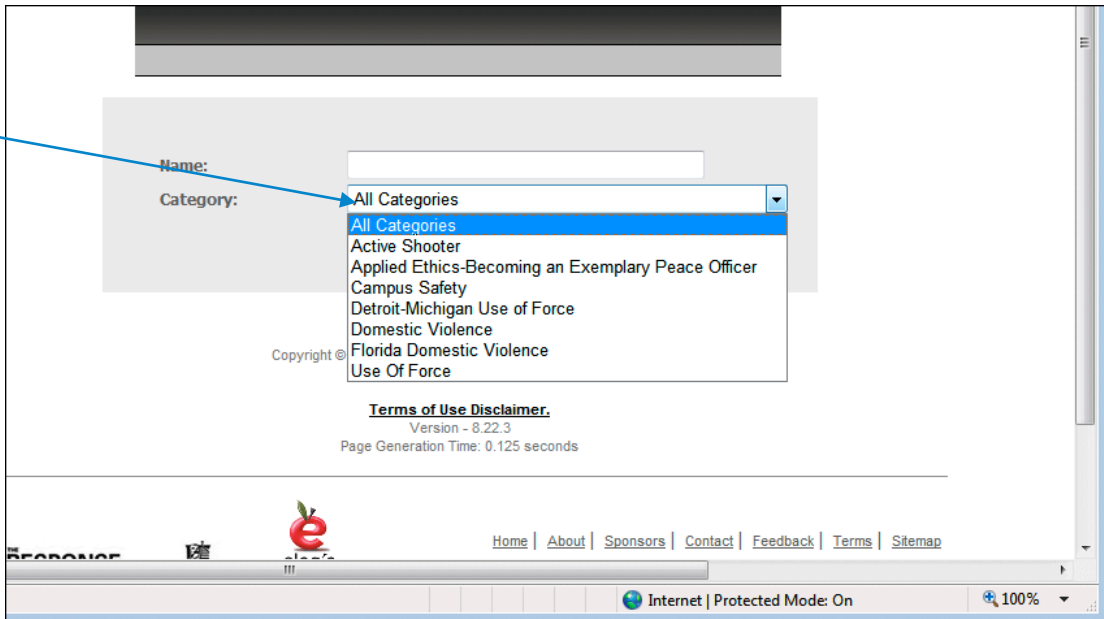 Name:
Category: All Categories
All Categories
Active Shooter
Applied Ethics-Becoming an Exemplary Peace Officer
Campus Safety
Detroit-Michigan Use of Force
Domestic Violence
Copyright © Florida Domestic Violence
Use Of Force
Terms of Use Disclaimer.
Version - 8.22.3
Page Generation Time: 0.125 seconds
THE
RESPONSE
e
Home | About | Sponsors | Contact | Feedback | Terms | Sitemap
Internet | Protected Mode: On 100%